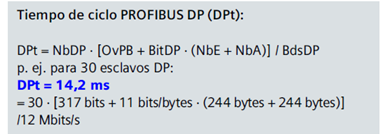 Tiempo de ciclo PROFIBUS DP (DPt):
DPt = NbDP · [OvPB + BitDP · (NbE + NbA)] / BdsDP
p. ej. para 30 esclavos DP:
DPt = 14,2 ms
= 30 · [317 bits + 11 bits/bytes · (244 bytes + 244 bytes)]
/12 Mbits/s